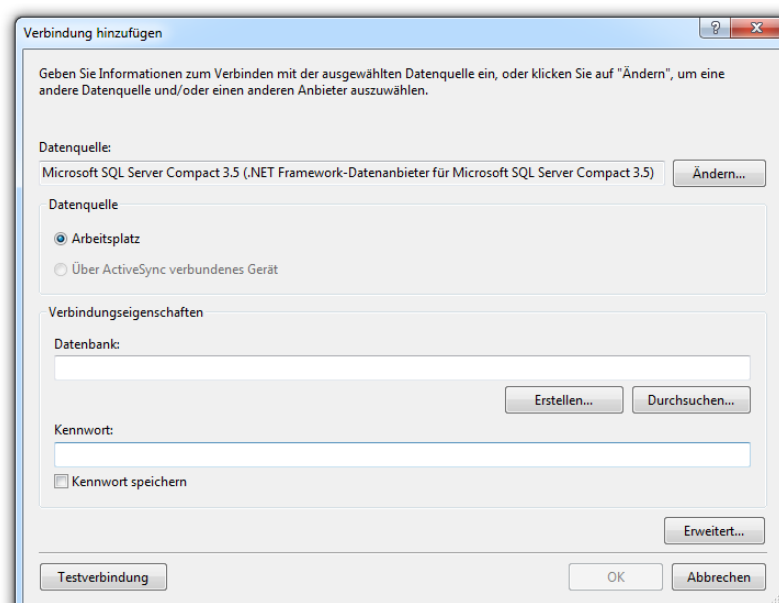 Verbindung hinzufügen
Geben Sie Informationen zum Verbinden mit der ausgewählten Datenquelle ein, oder klicken Sie auf "Ändern", um eine
andere Datenquelle und/oder einen anderen Anbieter auszuwählen.
Datenquelle:
Microsoft SQL Server Compact 3.5 (.NET Framework-Datenanbieter für Microsoft SQL Server Compact 3.5)
Ändern...
Datenquelle
Arbeitsplatz
Über ActiveSync verbundenes Gerät
Verbindungseigenschaften
Datenbank:
Erstellen...
Durchsuchen...
Kennwort:
Kennwort speichern
Erweitert...
Testverbindung
OK
Abbrechen